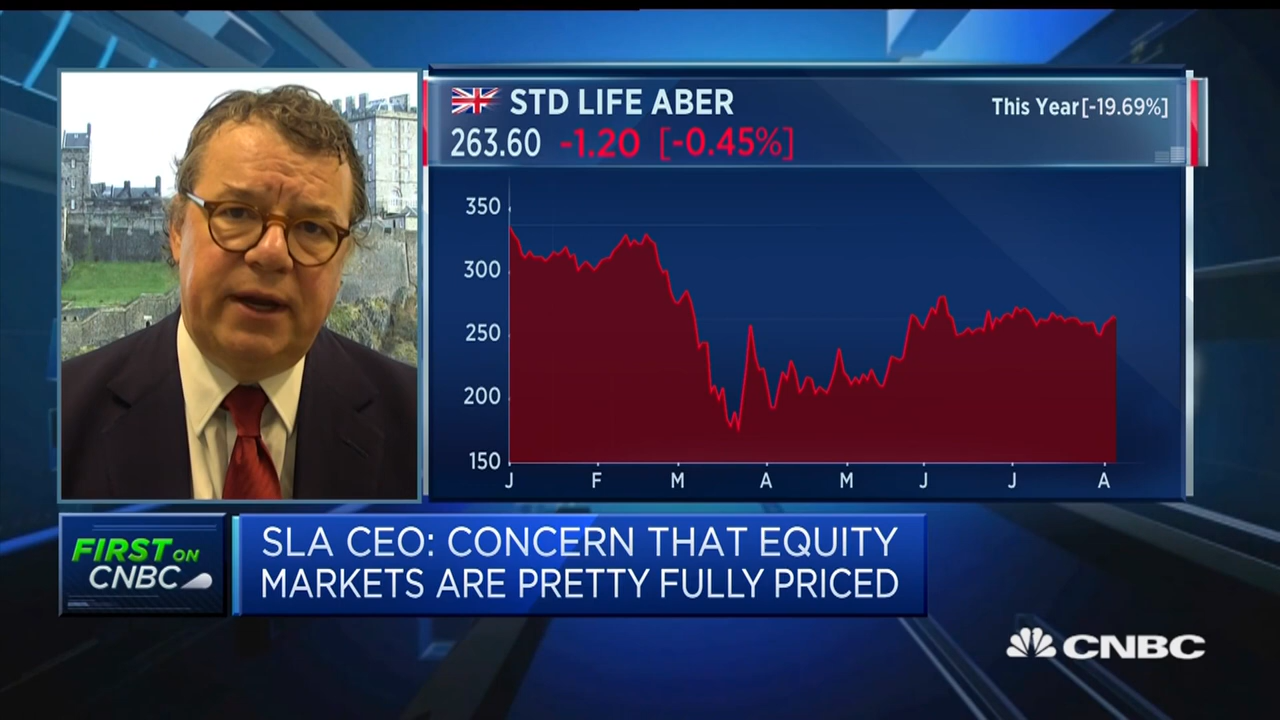 STD LIFE ABER
This Year[-19.69%]
263.60 -1.20 [-0.45%]
350
300
250
200
150
J F M A M J J A
FIRST ON
CNBC
SLA CEO: CONCERN THAT EQUITY
MARKETS ARE PRETTY FULLY PRICED
CNBC